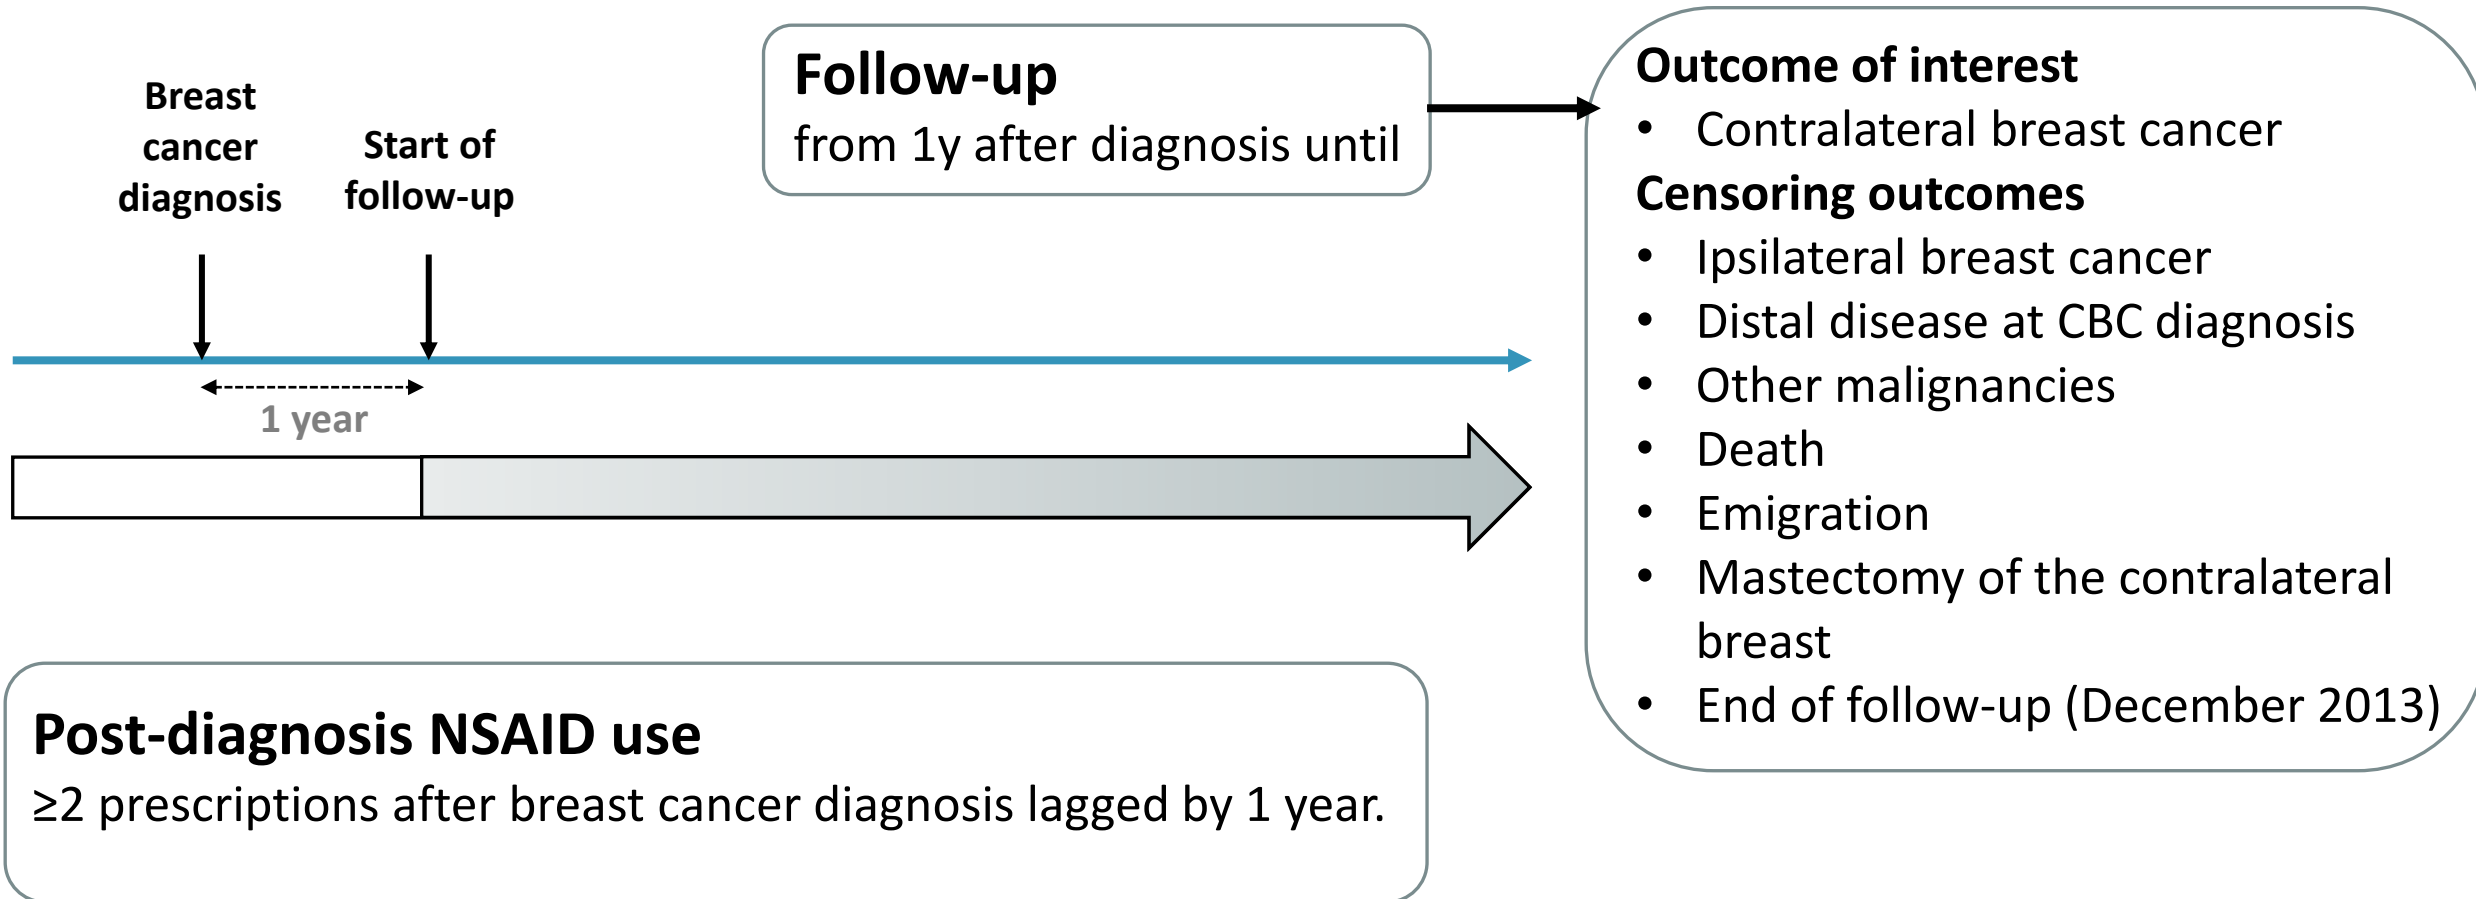 Breast
cancer
diagnosis
Start of
follow-up
1 year
Follow-up
from 1y after diagnosis until
Outcome of interest
• Contralateral breast cancer
Censoring outcomes
• Ipsilateral breast cancer
• Distal disease at CBC diagnosis
• Other malignancies
• Death
• Emigration
• Mastectomy of the contralateral
breast
• End of follow-up (December 2013)
Post-diagnosis NSAID use
≥2 prescriptions after breast cancer diagnosis lagged by 1 year.